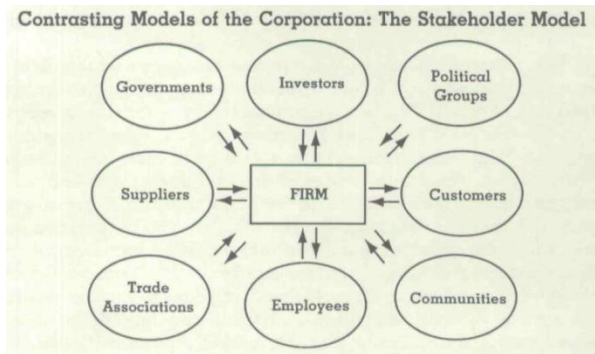 Contrasting Models of the Corporation: The Stakeholder Model
Governments
Investors
Political
Groups
Suppliers
FIRM
Customers
Trade
Associations
Employees
Communities